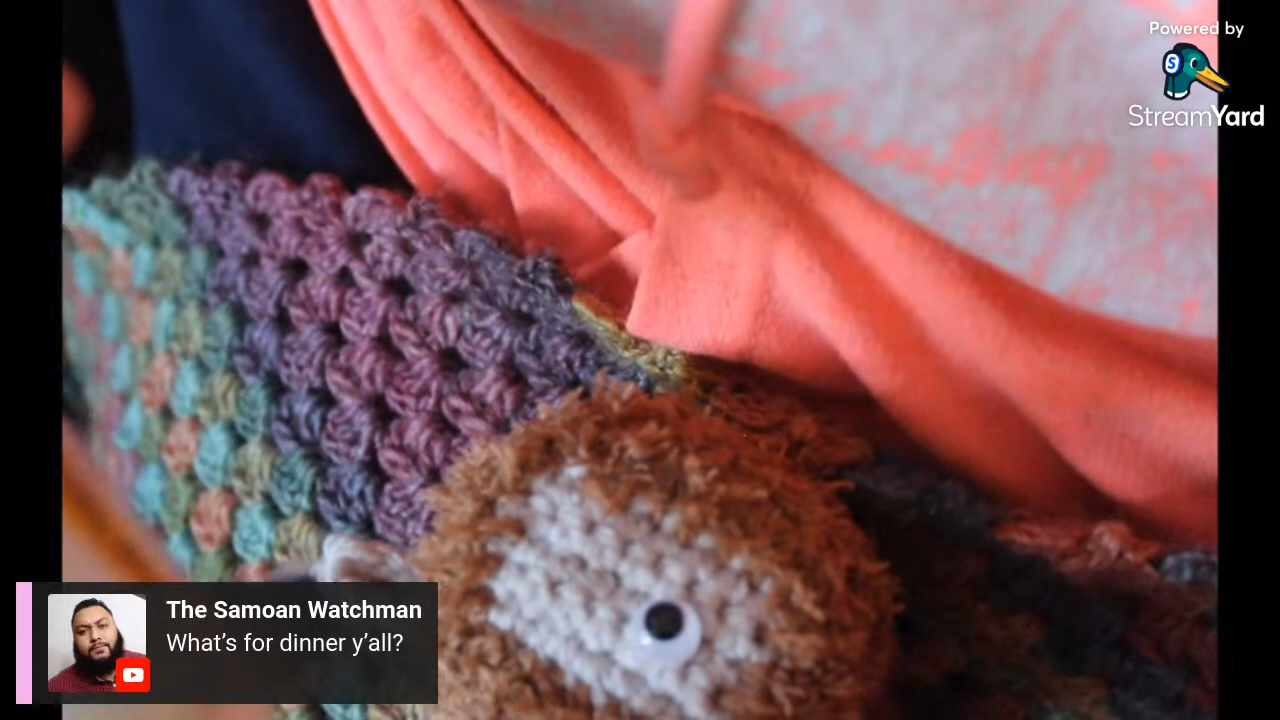 Powered by
StreamYard
The Samoan Watchman
What's for dinner y'all?